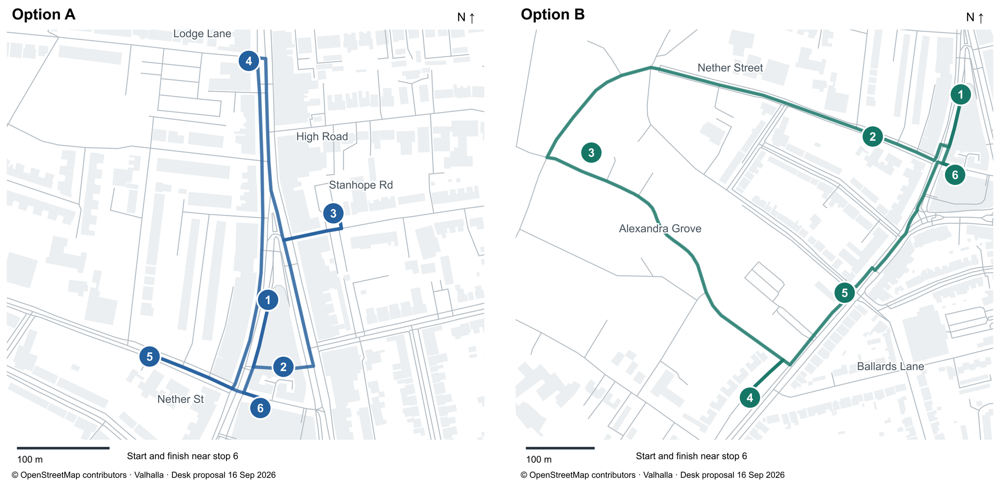 Option A
N ↑
Lodge Lane
4
High Road
Stanhope Rd
3
1
5
2
Nether St
6
100 m
Start and finish near stop 6
© OpenStreetMap contributors · Valhalla · Desk proposal 16 Sep 2026
Option B
N ↑
Nether Street
1
2
3
6
Alexandra Grove
5
Ballards Lane
4
100 m
Start and finish near stop 6
© OpenStreetMap contributors · Valhalla · Desk proposal 16 Sep 2026